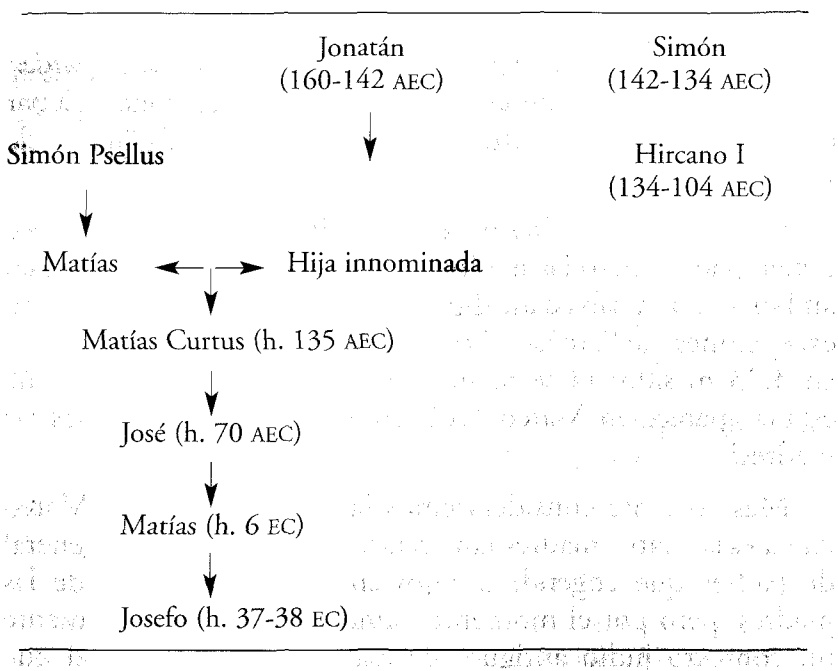 Jonatán
(160-142 AEC)
Simón
(142-134 AEC)
Simón Psellus
Hircano I
(134-104 AEC)
Matías
Hija innominada
Matías Curtus (h. 135 AEC)
José (h. 70 AEC)
Matías (h. 6 EC)
Josefo (h. 37-38 EC)